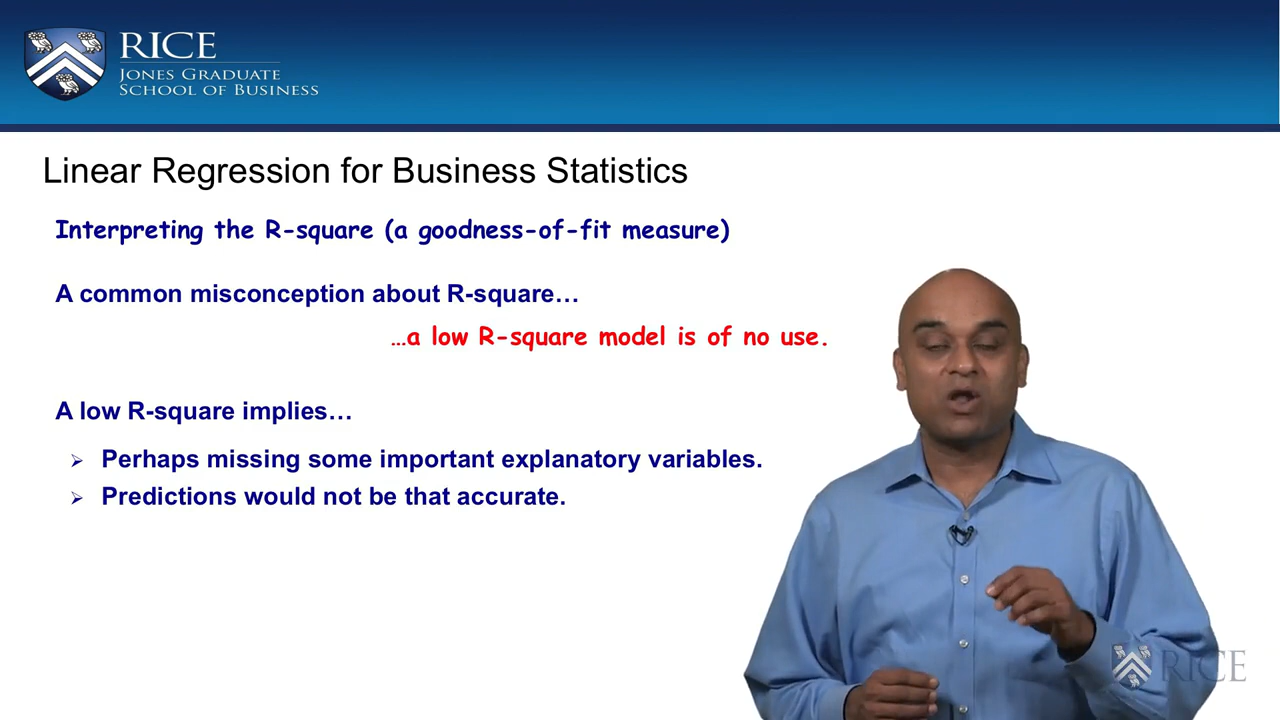 RICE
JONES GRADUATE
SCHOOL OF BUSINESS
Linear Regression for Business Statistics
Interpreting the R-square (a goodness-of-fit measure)
A common misconception about R-square…
…a low R-square model is of no use.
A low R-square implies…
Perhaps missing some important explanatory variables.
Predictions would not be that accurate.
RICE